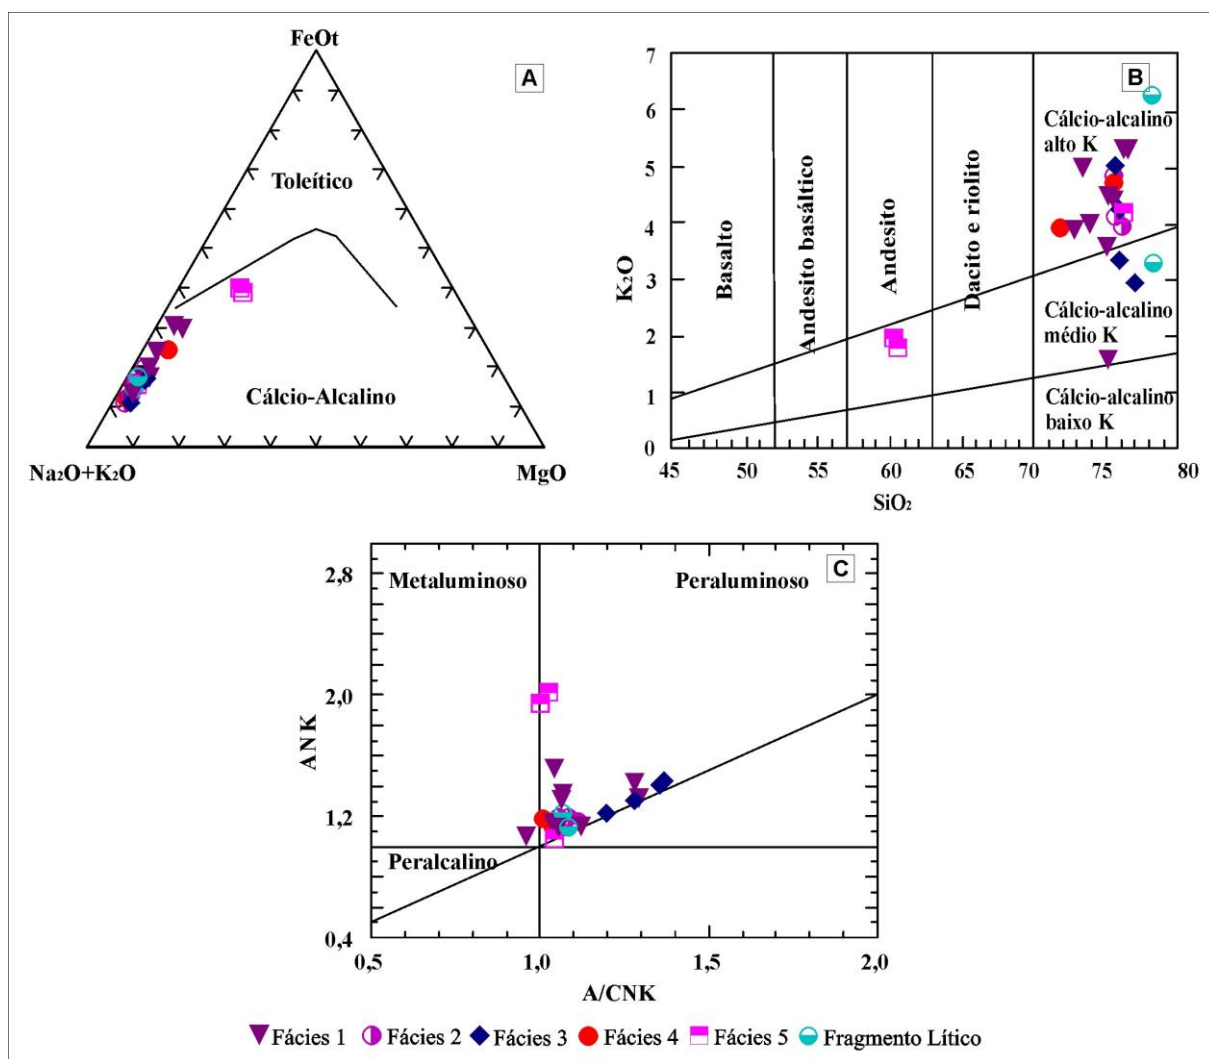 FeOt
A
Toleítico
Cálcio-Alcalino
Na₂O+K₂O
MgO
B
7
6
5
4
3
2
1
0
K₂O
Basalto
Andesito basáltico
Andesito
Dacito e riolito
Cálcio-alcalino
alto K
Cálcio-alcalino
médio K
Cálcio-alcalino
baixo K
45 50 55 60 65 70 75 80
SiO₂
C
Metaluminoso
Peraluminoso
Peralcalino
2,8
2,0
1,2
0,4
ANK
0,5 1,0 1,5 2,0
A/CNK
Fácies 1 Fácies 2 Fácies 3 Fácies 4 Fácies 5 Fragmento Lítico